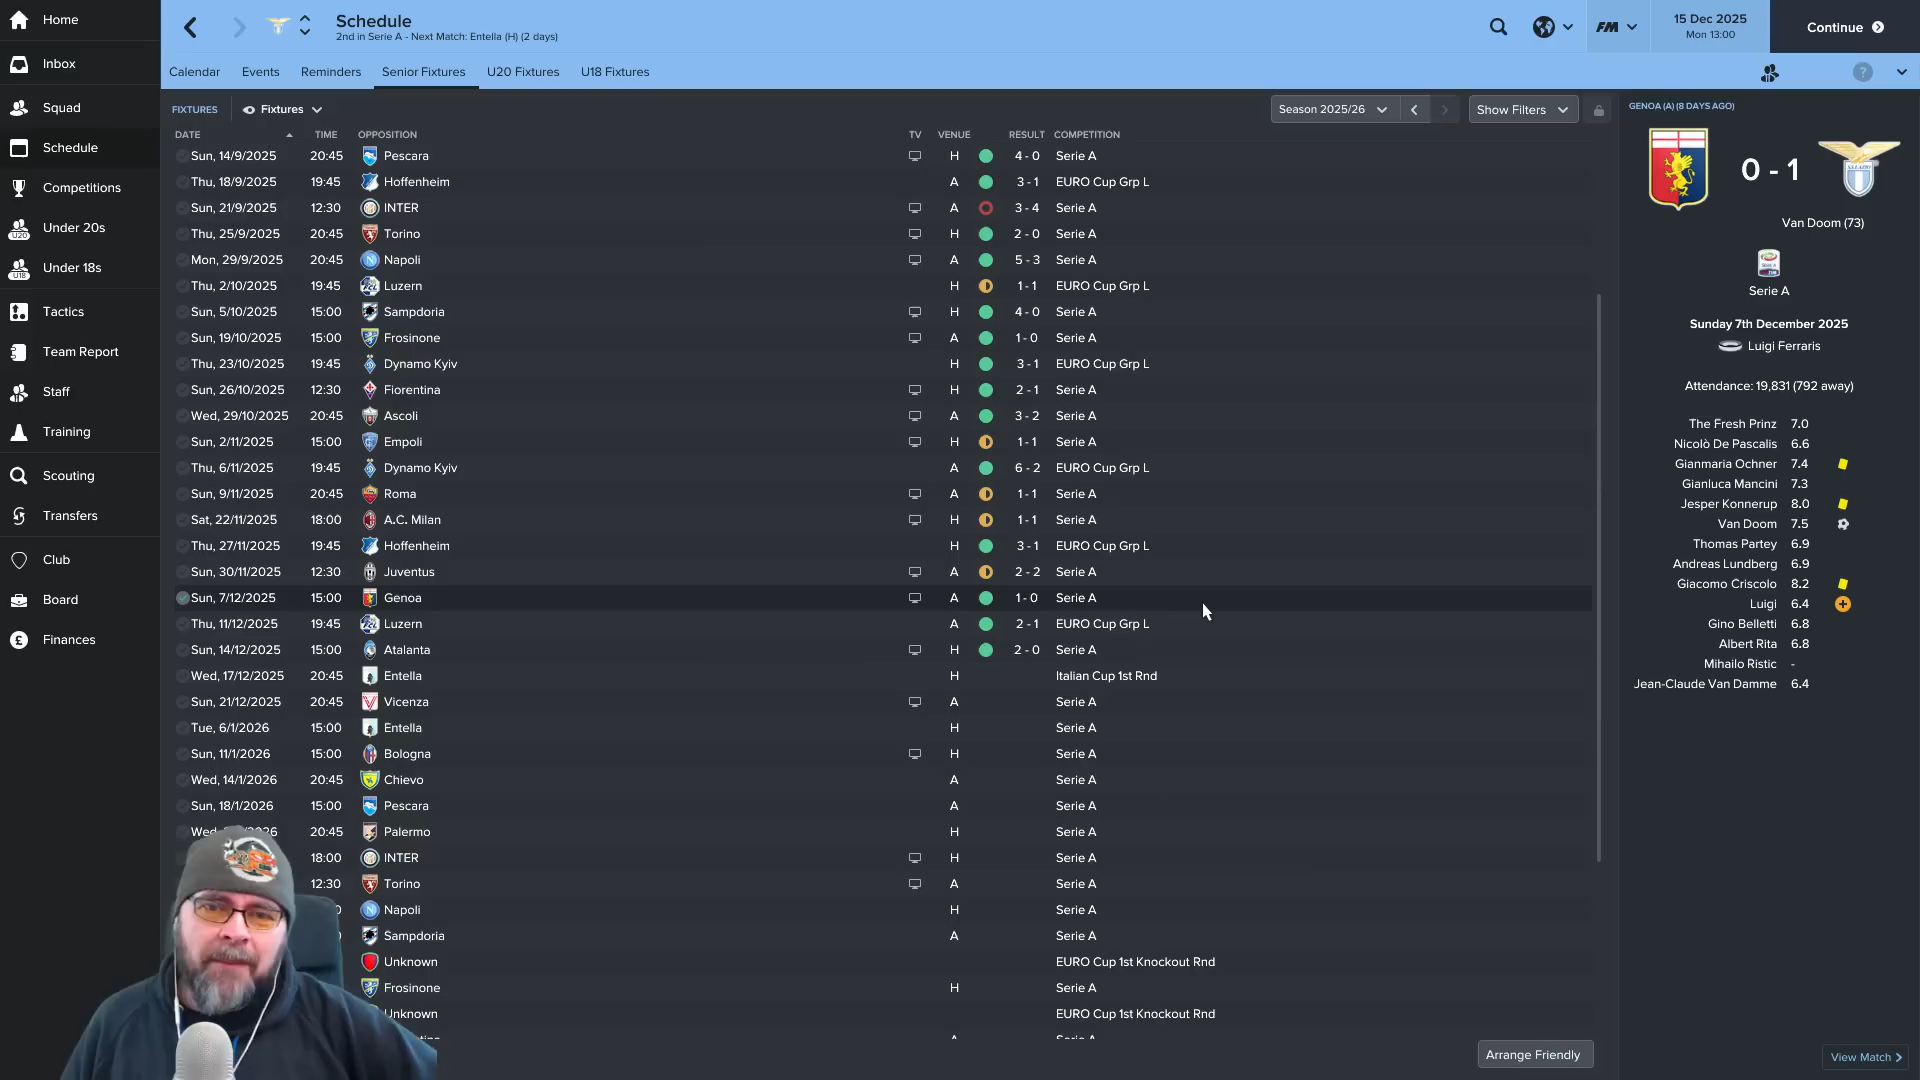 Home
Inbox
Squad
Schedule
Competitions
Under 20s
Under 18s
Tactics
Team Report
Staff
Training
Scouting
Transfers
Club
Board
Finances
Schedule
2nd in Serie A - Next Match: Entella (H) (2 days)
FM
15 Dec 2025
Mon 13:00
Continue
Calendar Events Reminders Senior Fixtures U20 Fixtures U18 Fixtures
FIXTURES Fixtures Season 2025/26 Show Filters
DATE TIME OPPOSITION TV VENUE RESULT COMPETITION
Sun, 14/9/2025 20:45 Pescara H 4 - 0 Serie A
Thu, 18/9/2025 19:45 Hoffenheim A 3 - 1 EURO Cup Grp L
Sun, 21/9/2025 12:30 INTER A 3 - 4 Serie A
Thu, 25/9/2025 20:45 Torino H 2 - 0 Serie A
Mon, 29/9/2025 20:45 Napoli A 5 - 3 Serie A
Thu, 2/10/2025 19:45 Luzern H 1 - 1 EURO Cup Grp L
Sun, 5/10/2025 15:00 Sampdoria H 4 - 0 Serie A
Sun, 19/10/2025 15:00 Frosinone A 1 - 0 Serie A
Thu, 23/10/2025 19:45 Dynamo Kyiv H 3 - 1 EURO Cup Grp L
Sun, 26/10/2025 12:30 Fiorentina H 2 - 1 Serie A
Wed, 29/10/2025 20:45 Ascoli A 3 - 2 Serie A
Sun, 2/11/2025 15:00 Empoli H 1 - 1 Serie A
Thu, 6/11/2025 19:45 Dynamo Kyiv A 6 - 2 EURO Cup Grp L
Sun, 9/11/2025 20:45 Roma A 1 - 1 Serie A
Sat, 22/11/2025 18:00 A.C. Milan H 1 - 1 Serie A
Thu, 27/11/2025 19:45 Hoffenheim H 3 - 1 EURO Cup Grp L
Sun, 30/11/2025 12:30 Juventus A 2 - 2 Serie A
Sun, 7/12/2025 15:00 Genoa A 1 - 0 Serie A
Thu, 11/12/2025 19:45 Luzern A 2 - 1 EURO Cup Grp L
Sun, 14/12/2025 15:00 Atalanta H 2 - 0 Serie A
Wed, 17/12/2025 20:45 Entella H Italian Cup 1st Rnd
Sun, 21/12/2025 20:45 Vicenza A Serie A
Tue, 6/1/2026 15:00 Entella H Serie A
Sun, 11/1/2026 15:00 Bologna H Serie A
Wed, 14/1/2026 20:45 Chievo A Serie A
Sun, 18/1/2026 15:00 Pescara A Serie A
Wed, 20:45 Palermo H Serie A
18:00 INTER H Serie A
12:30 Torino A Serie A
Napoli H Serie A
Sampdoria A Serie A
Unknown EURO Cup 1st Knockout Rnd
Frosinone H Serie A
Unknown EURO Cup 1st Knockout Rnd
Arrange Friendly
GENOA (A) (8 DAYS AGO)
0 - 1
Van Doom (73)
Serie A
Sunday 7th December 2025
Luigi Ferraris
Attendance: 19,831 (792 away)
The Fresh Prinz 7.0
Nicolò De Pascalis 6.6
Gianmaria Ochner 7.4
Gianluca Mancini 7.3
Jesper Konnerup 8.0
Van Doom 7.5
Thomas Partey 6.9
Andreas Lundberg 6.9
Giacomo Criscolo 8.2
Luigi 6.4
Gino Belletti 6.8
Albert Rita 6.8
Mihailo Ristic -
Jean-Claude Van Damme 6.4
View Match